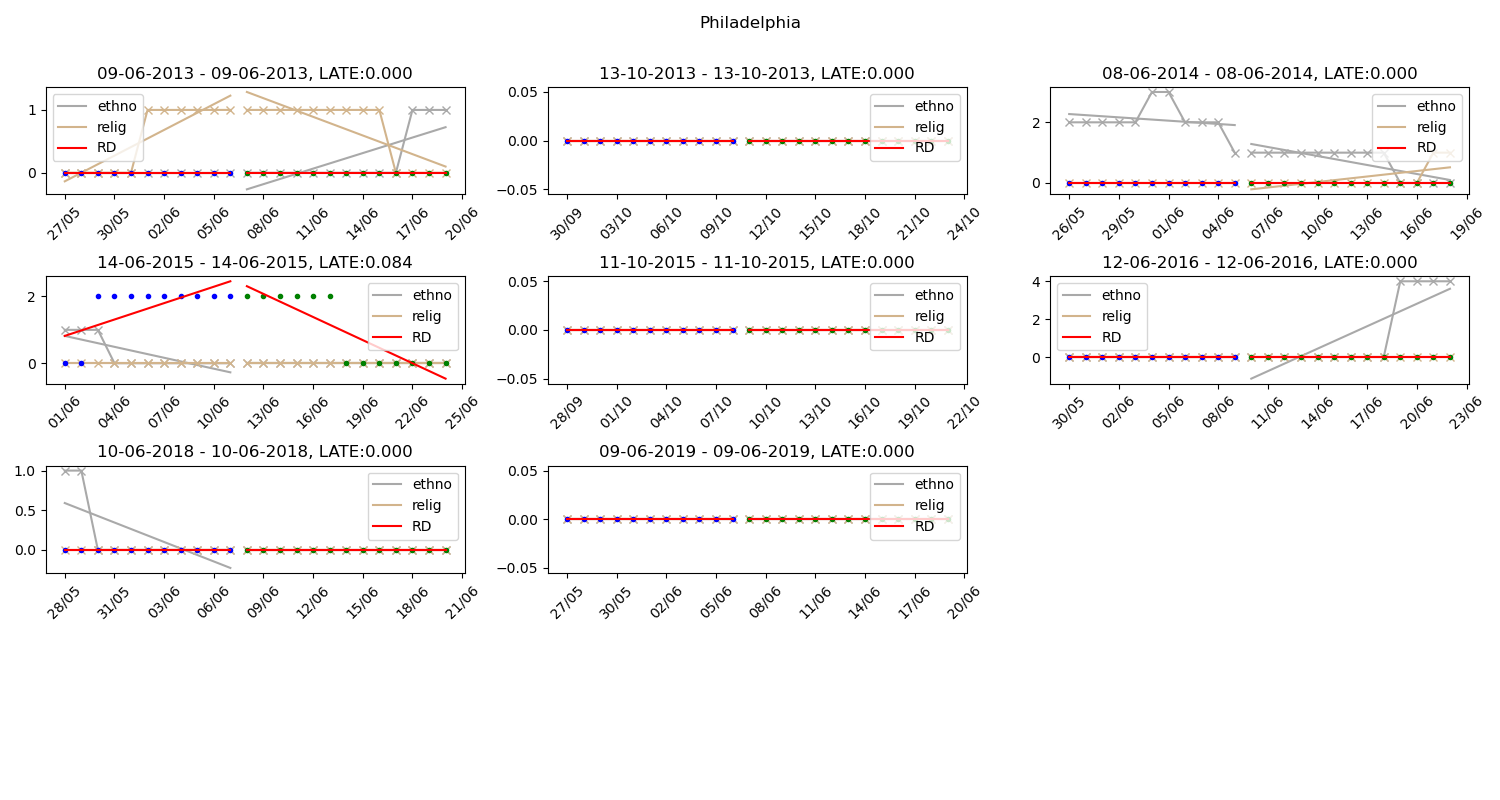 Philadelphia
09-06-2013 - 09-06-2013, LATE:0.000
1
0
ethno
relig
RD
27/05 30/05 02/06 05/06 08/06 11/06 14/06 17/06 20/06
13-10-2013 - 13-10-2013, LATE:0.000
0.05
0.00
−0.05
ethno
relig
RD
30/09 03/10 06/10 09/10 12/10 15/10 18/10 21/10 24/10
08-06-2014 - 08-06-2014, LATE:0.000
2
0
ethno
relig
RD
26/05 29/05 01/06 04/06 07/06 10/06 13/06 16/06 19/06
14-06-2015 - 14-06-2015, LATE:0.084
2
0
ethno
relig
RD
01/06 04/06 07/06 10/06 13/06 16/06 19/06 22/06 25/06
11-10-2015 - 11-10-2015, LATE:0.000
0.05
0.00
−0.05
ethno
relig
RD
28/09 01/10 04/10 07/10 10/10 13/10 16/10 19/10 22/10
12-06-2016 - 12-06-2016, LATE:0.000
4
2
0
ethno
relig
RD
30/05 02/06 05/06 08/06 11/06 14/06 17/06 20/06 23/06
10-06-2018 - 10-06-2018, LATE:0.000
1.0
0.5
0.0
ethno
relig
RD
28/05 31/05 03/06 06/06 09/06 12/06 15/06 18/06 21/06
09-06-2019 - 09-06-2019, LATE:0.000
0.05
0.00
−0.05
ethno
relig
RD
27/05 30/05 02/06 05/06 08/06 11/06 14/06 17/06 20/06